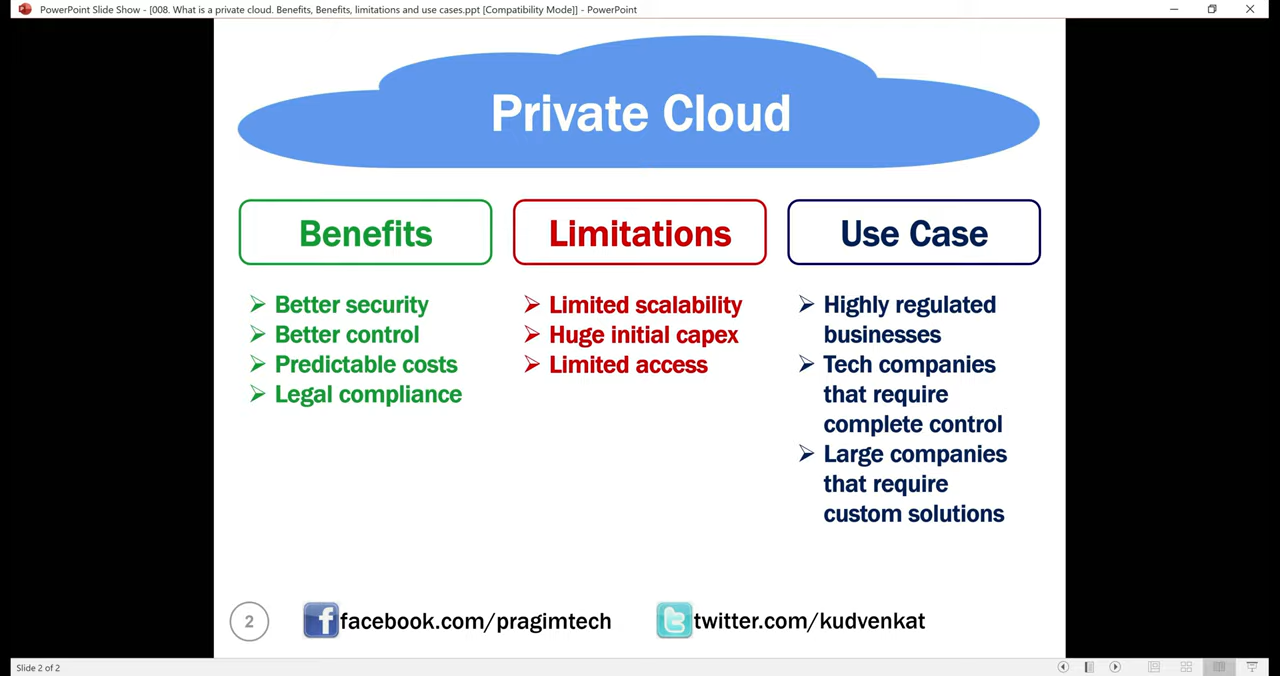 PowerPoint Slide Show - [008. What is a private cloud. Benefits, Benefits, limitations and use cases.ppt [Compatibility Mode]] - PowerPoint
Private Cloud
Benefits
Better security
Better control
Predictable costs
Legal compliance
Limitations
Limited scalability
Huge initial capex
Limited access
Use Case
Highly regulated
businesses
Tech companies
that require
complete control
Large companies
that require
custom solutions
2
facebook.com/pragimtech
twitter.com/kudvenkat
Slide 2 of 2